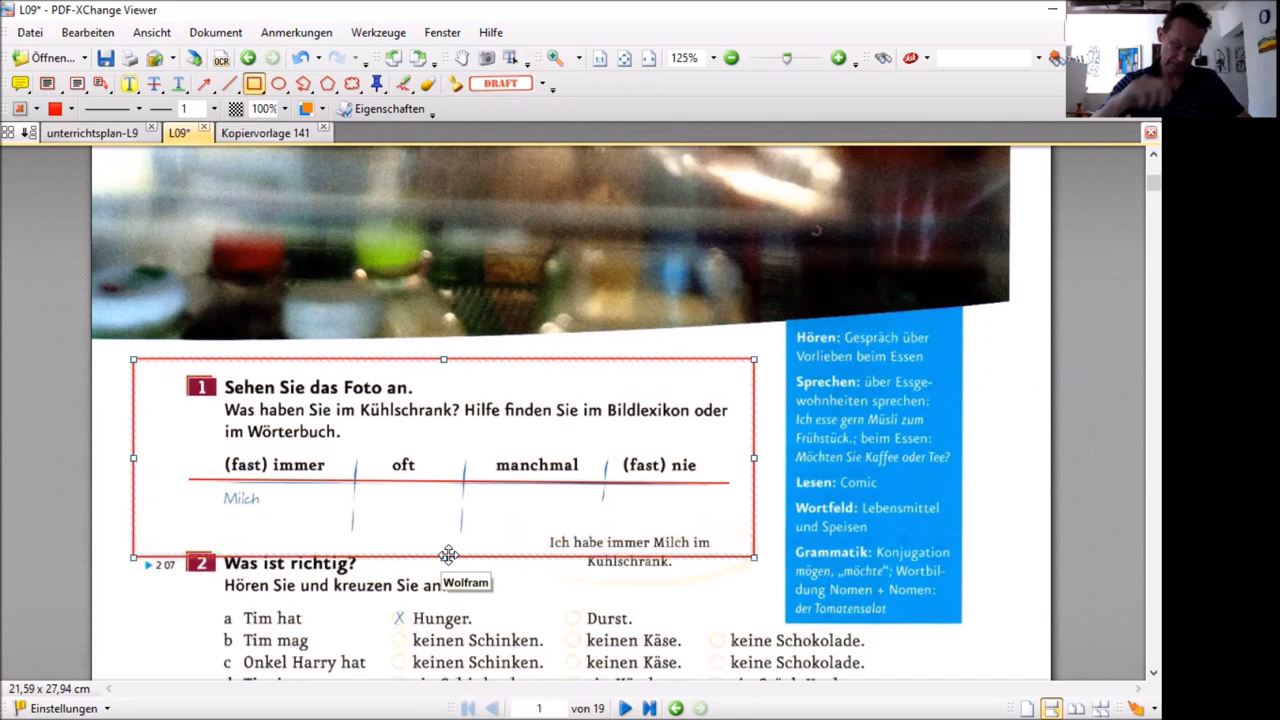 L09* - PDF-XChange Viewer
Datei Bearbeiten Ansicht Dokument Anmerkungen Werkzeuge Fenster Hilfe
Öffnen... OCR 125%
DRAFT
1 100% Eigenschaften
unterrichtsplan-L9 L09* Kopiervorlage 141
1 Sehen Sie das Foto an.
Was haben Sie im Kühlschrank? Hilfe finden Sie im Bildlexikon oder
im Wörterbuch.
(fast) immer oft manchmal (fast) nie
Milch
Ich habe immer Milch im
Kühlschrank.
2 07 2 Was ist richtig?
Hören Sie und kreuzen Sie an.
Wolfram
a Tim hat X Hunger. Durst.
b Tim mag keinen Schinken. keinen Käse. keine Schokolade.
c Onkel Harry hat keinen Schinken. keinen Käse. keine Schokolade.
Hören: Gespräch über
Vorlieben beim Essen
Sprechen: über Essge-
wohnheiten sprechen:
Ich esse gern Müsli zum
Frühstück.; beim Essen:
Möchten Sie Kaffee oder Tee?
Lesen: Comic
Wortfeld: Lebensmittel
und Speisen
Grammatik: Konjugation
mögen, „möchte“; Wortbil-
dung Nomen + Nomen:
der Tomatensalat
21,59 x 27,94 cm
Einstellungen 1 von 19